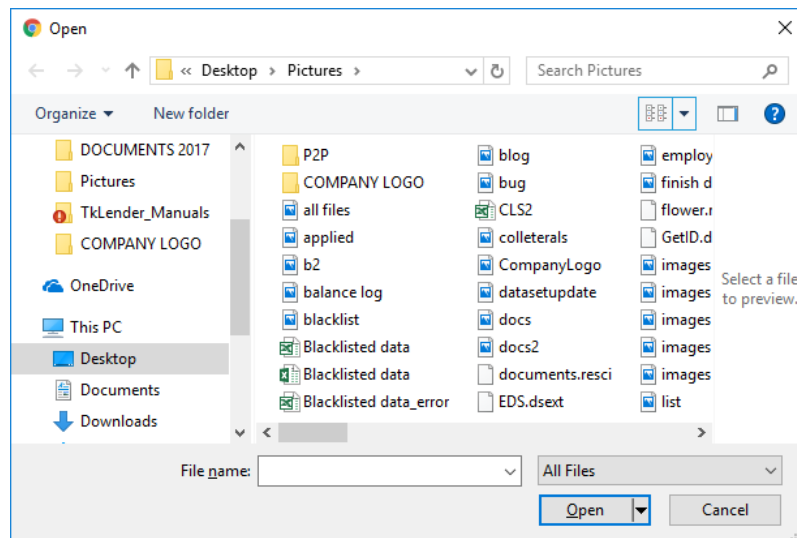 Open
« Desktop > Pictures >
Search Pictures
Organize
New folder
DOCUMENTS 2017
Pictures
TkLender_Manuals
COMPANY LOGO
OneDrive
This PC
Desktop
Documents
Downloads
P2P
COMPANY LOGO
all files
applied
b2
balance log
blacklist
Blacklisted data
Blacklisted data
Blacklisted data_error
blog
bug
CLS2
colleterals
CompanyLogo
datasetupdate
docs
docs2
documents.resci
EDS.dsext
employ
finish d
flower.r
GetID.d
images
images
images
images
images
list
Select a file
to preview.
File name:
All Files
Open
Cancel